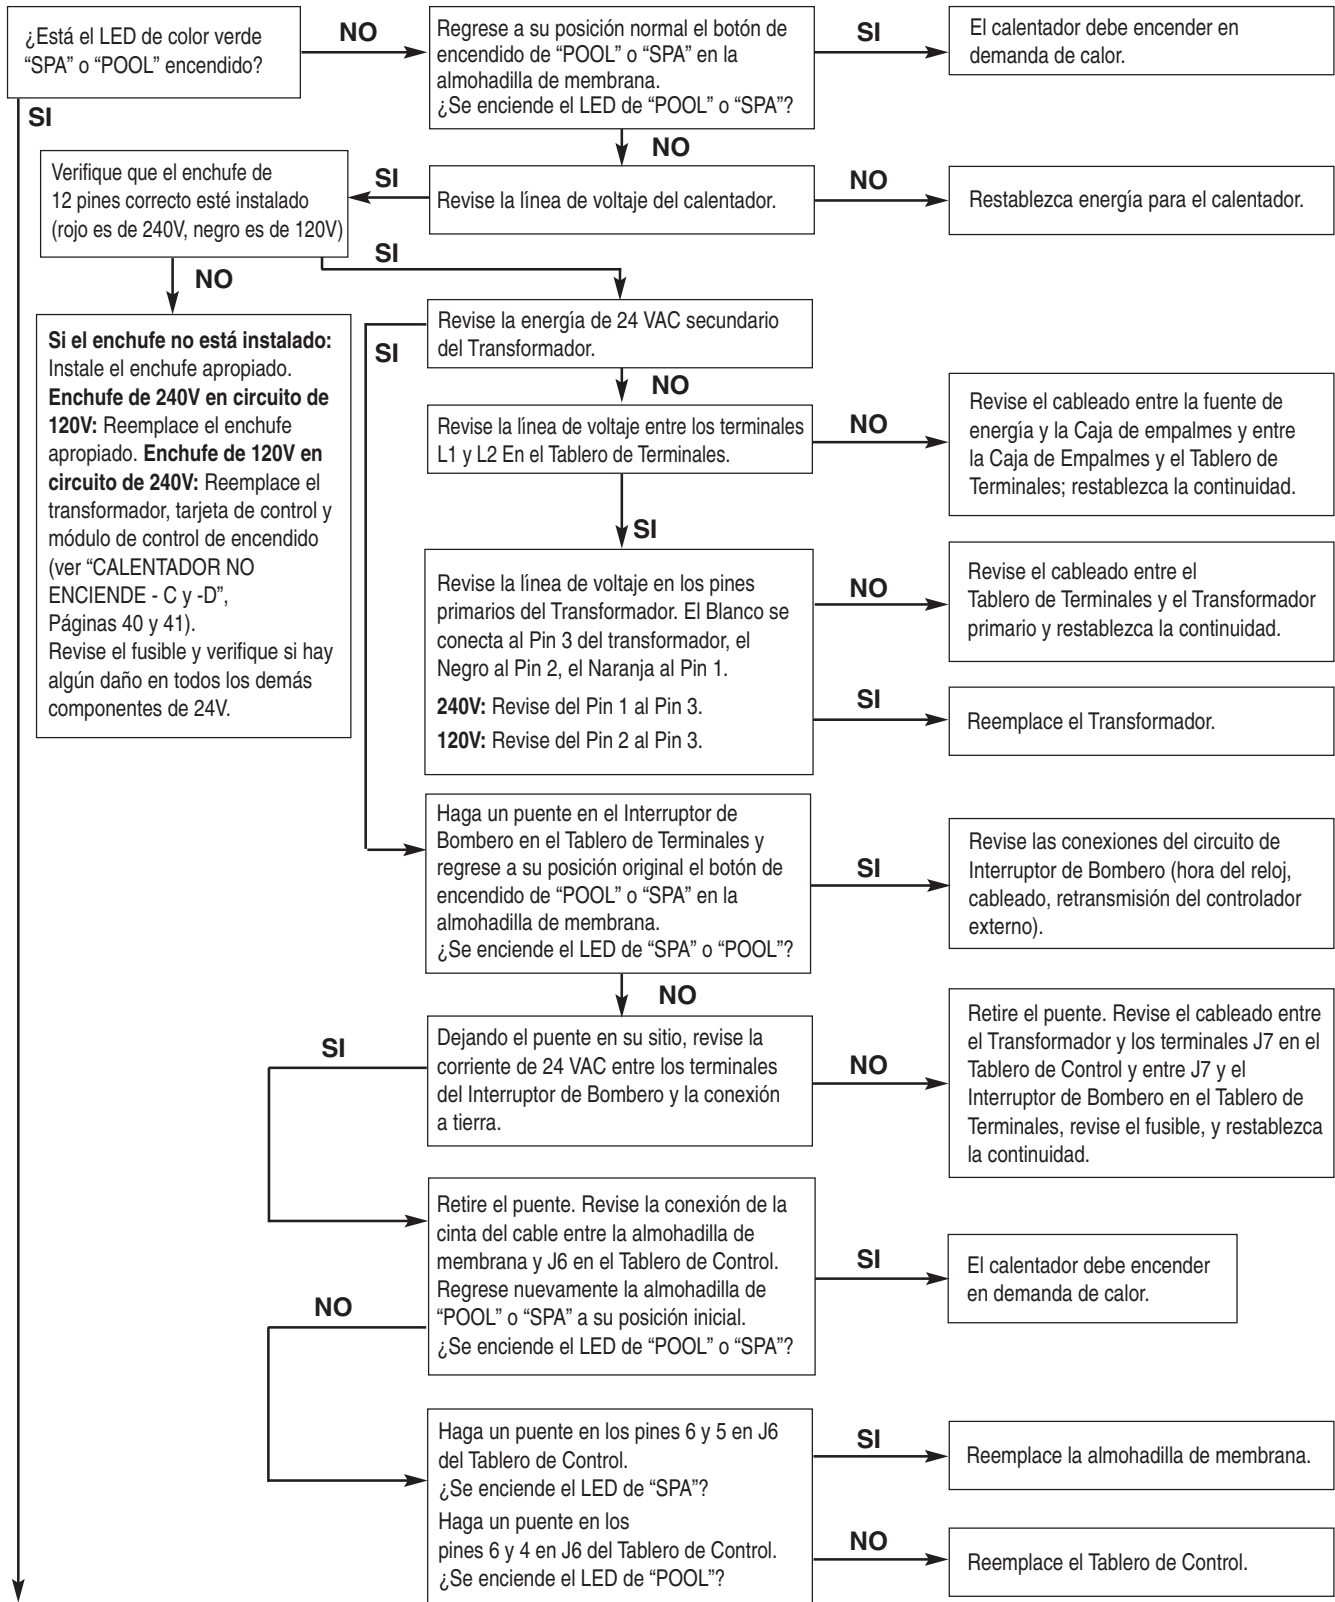 ¿Está el LED de color verde
“SPA” o “POOL” encendido?
NO
Regrese a su posición normal el botón de
encendido de “POOL” o “SPA” en la
almohadilla de membrana.
¿Se enciende el LED de “POOL” o “SPA”?
SI
El calentador debe encender en
demanda de calor.
SI
NO
Verifique que el enchufe de
12 pines correcto esté instalado
(rojo es de 240V, negro es de 120V)
SI
Revise la línea de voltaje del calentador.
NO
Restablezca energía para el calentador.
NO
SI
Si el enchufe no está instalado:
Instale el enchufe apropiado.
Enchufe de 240V en circuito de
120V: Reemplace el enchufe
apropiado. Enchufe de 120V en
circuito de 240V: Reemplace el
transformador, tarjeta de control y
módulo de control de encendido
(ver “CALENTADOR NO
ENCIENDE - C y -D”,
Páginas 40 y 41).
Revise el fusible y verifique si hay
algún daño en todos los demás
componentes de 24V.
SI
Revise la energía de 24 VAC secundario
del Transformador.
NO
Revise la línea de voltaje entre los terminales
L1 y L2 En el Tablero de Terminales.
NO
Revise el cableado entre la fuente de
energía y la Caja de empalmes y entre
la Caja de Empalmes y el Tablero de
Terminales; restablezca la continuidad.
SI
Revise la línea de voltaje en los pines
primarios del Transformador. El Blanco se
conecta al Pin 3 del transformador, el
Negro al Pin 2, el Naranja al Pin 1.
240V: Revise del Pin 1 al Pin 3.
120V: Revise del Pin 2 al Pin 3.
NO
Revise el cableado entre el
Tablero de Terminales y el Transformador
primario y restablezca la continuidad.
SI
Reemplace el Transformador.
Haga un puente en el Interruptor de
Bombero en el Tablero de Terminales y
regrese a su posición original el botón de
encendido de “POOL” o “SPA” en la
almohadilla de membrana.
¿Se enciende el LED de “SPA” o “POOL”?
SI
Revise las conexiones del circuito de
Interruptor de Bombero (hora del reloj,
cableado, retransmisión del controlador
externo).
NO
SI
Dejando el puente en su sitio, revise la
corriente de 24 VAC entre los terminales
del Interruptor de Bombero y la conexión
a tierra.
NO
Retire el puente. Revise el cableado entre
el Transformador y los terminales J7 en el
Tablero de Control y entre J7 y el
Interruptor de Bombero en el Tablero de
Terminales, revise el fusible, y restablezca
la continuidad.
NO
Retire el puente. Revise la conexión de la
cinta del cable entre la almohadilla de
membrana y J6 en el Tablero de Control.
Regrese nuevamente la almohadilla de
“POOL” o “SPA” a su posición inicial.
¿Se enciende el LED de “POOL” o “SPA”?
SI
El calentador debe encender
en demanda de calor.
Haga un puente en los pines 6 y 5 en J6
del Tablero de Control.
¿Se enciende el LED de “SPA”?
Haga un puente en los
pines 6 y 4 en J6 del Tablero de Control.
¿Se enciende el LED de “POOL”?
SI
Reemplace la almohadilla de membrana.
NO
Reemplace el Tablero de Control.